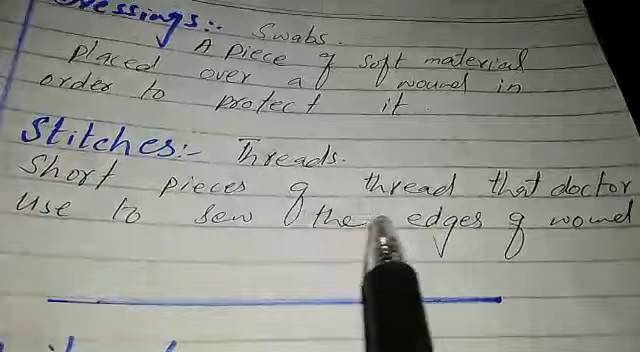 Dressings:- Swabs.
A piece of soft material
placed over a wound in
order to protect it.
Stitches:- Threads.
Short pieces of thread that doctor
use to sew the edges of wound